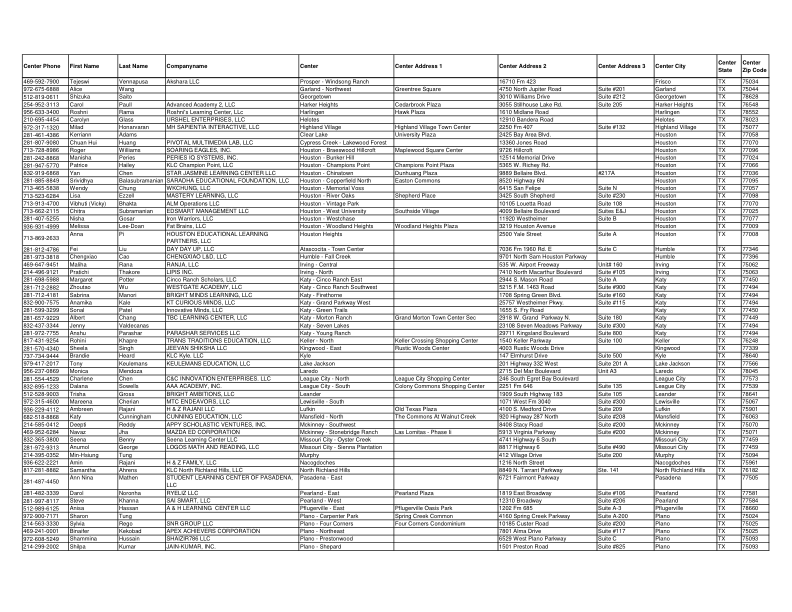 Center Phone First Name Last Name Companyname Center Center Address 1 Center Address 2 Center Address 3 Center City Center State Center Zip Code
469-592-7900 Tejeswi Vennapusa Akshara LLC Prosper - Windsong Ranch 16710 Fm 423 Frisco TX 75034
972-675-6888 Alice Wang Garland - Northwest Greentree Square 4750 North Jupiter Road Suite #201 Garland TX 75044
512-819-0611 Shizuka Saito Georgetown 3010 Williams Drive Suite #212 Georgetown TX 78628
254-952-3113 Carol Pauli Advanced Academy 2, LLC Harker Heights Cedarbrook Plaza 3055 Stillhouse Lake Rd. Suite 205 Harker Heights TX 76548
956-633-3400 Roshni Rama Roshni's Learning Center, LLC Harlingen Hawk Plaza 1610 Midlane Road Harlingen TX 78552
210-695-4454 Carolyn Glass URSHEL ENTERPRISES, LLC Helotes 12910 Bandera Road Helotes TX 78023
972-317-1320 Milad Honarvaran MH SAPIENTIA INTERACTIVE, LLC Highland Village Highland Village Town Center 2250 Fm 407 Suite #132 Highland Village TX 75077
281-461-4386 Kerriann Adams Clear Lake University Plaza 2425 Bay Area Blvd. Houston TX 77058
281-807-9080 Chuan Hui Huang PIVOTAL MULTIMEDIA LAB, LLC Cypress Creek - Lakewood Forest 13360 Jones Road Houston TX 77070
713-728-8086 Roger Williams SOARING EAGLES, INC. Houston - Braeswood Hillcroft Maplewood Square Center 9726 Hillcroft Houston TX 77096
281-242-8868 Manisha Peries PERIES IQ SYSTEMS, INC. Houston - Bunker Hill 12514 Memorial Drive Houston TX 77024
281-947-5770 Patrice Hailey KLC Champion Point, LLC Houston - Champions Point Champions Point Plaza 5365 W. Richey Rd. Houston TX 77066
832-919-6868 Yan Chen STAR JASMINE LEARNING CENTER LLC Houston - Chinatown Dunhuang Plaza 9889 Bellaire Blvd. #217A Houston TX 77036
281-885-8849 Srividhya Balasubramanian SARADHA EDUCATIONAL FOUNDATION, LLC Houston - Copperfield North Easton Commons 8520 Highway 6N Houston TX 77095
713-465-5838 Wendy Chung WKCHUNG, LLC Houston - Memorial Voss 6415 San Felipe Suite N Houston TX 77057
713-523-6284 Lisa Ezzell MASTERY LEARNING, LLC Houston - River Oaks Shepherd Place 3425 South Shepherd Suite #230 Houston TX 77098
713-913-4700 Vibhuti (Vicky) Bhakta ALM Operations LLC Houston - Vintage Park 10105 Louetta Road Suite 108 Houston TX 77070
713-662-2115 Chitra Subramanian EDSMART MANAGEMENT LLC Houston - West University Southside Village 4009 Bellaire Boulevard Suites E&J Houston TX 77025
281-407-5255 Nisha Gosar Kon Warriors, LLC Houston - Westchase 11920 Westheimer Suite B Houston TX 77077
936-931-4999 Melissa Lee-Doan Fat Brains, LLC Houston - Woodland Heights Woodland Heights Plaza 3219 Houston Avenue Houston TX 77009
713-869-2633 Anna Pi HOUSTON EDUCATIONAL LEARNING PARTNERS, LLC Houston Heights 2500 Yale Street Suite A Houston TX 77008
281-812-4786 Fei Liu DAY DAY UP, LLC Atascocita - Town Center 7036 Fm 1960 Rd. E Suite C Humble TX 77346
281-973-3818 Chengxiao Cao CHENGXIAO L&D, LLC Humble - Fall Creek 9701 North Sam Houston Parkway Humble TX 77396
469-647-9451 Maliha Rana RANJA, LLC Irving - Central 535 W. Airport Freeway Unit# 160 Irving TX 75062
214-496-9121 Pratichi Thakore LIPIS INC. Irving - North 7410 North Macarthur Boulevard Suite #105 Irving TX 75063
281-698-5988 Margaret Potter Cinco Ranch Scholars, LLC Katy - Cinco Ranch East 2944 S. Mason Road Suite A Katy TX 77450
281-712-2882 Zhoutao Wu WESTGATE ACADEMY, LLC Katy - Cinco Ranch Southwest 5215 F.M. 1463 Road Suite #900 Katy TX 77494
281-712-4181 Sabrina Manori BRIGHT MINDS LEARNING, LLC Katy - Firethorne 1708 Spring Green Blvd. Suite #160 Katy TX 77494
832-900-7575 Anamika Kale KT CURIOUS MINDS, LLC Katy - Grand Parkway West 25757 Westheimer Pkwy. Suite #115 Katy TX 77494
281-599-3299 Sonal Patel Innovative Minds, LLC Katy - Green Trails 1655 S. Fry Road Katy TX 77450
281-657-9229 Albert Chang TBC LEARNING CENTER, LLC Katy - Morton Ranch Grand Morton Town Center Sec 2918 W. Grand Parkway N. Suite 180 Katy TX 77449
832-437-3344 Jenny Valdecanas Katy - Seven Lakes 23108 Seven Meadows Parkway Suite #300 Katy TX 77494
281-972-2755 Anshu Parashar PARASHAR SERVICES LLC Katy - Young Ranch 29711 Kingsland Boulevard Suite #800 Katy TX 77494
817-431-9254 Rohini Khapre TRANS TRADITIONS EDUCATION, LLC Keller - North Keller Crossing Shopping Center 1540 Keller Parkway Suite 100 Keller TX 76248
281-570-4340 Sheela Singh JEEVAN SHIKSHA LLC Kingwood - East Rustic Woods Center 4003 Rustic Woods Drive Kingwood TX 77339
737-734-9444 Brandie Heard KLC Kyle. LLC Kyle 147 Elmhurst Drive Suite 500 Kyle TX 78640
979-417-2017 Tony Keulemans KEULEMANS EDUCATION, LLC Lake Jackson 201 Highway 332 West Suite 201 A Lake Jackson TX 77566
956-237-0869 Monica Mendoza Laredo 2715 Del Mar Boulevard Unit A3 Laredo TX 78045
281-554-4529 Charlene Chen C&C INNOVATION ENTERPRISES, LLC League City - North League City Shopping Center 246 South Egret Bay Boulevard League City TX 77573
832-695-1233 Dalana Sowells AAA ACADEMY INC. League City - South Colony Commons Shopping Center 2251 Fm 646 Suite 135 League City TX 77539
512-528-9003 Trisha Gross BRIGHT AMBITIONS, LLC Leander 1909 South Highway 183 Suite 105 Leander TX 78641
972-315-4600 Mareena Cherian MTC ENDEAVORS, LLC Lewisville - South 1071 West Fm 3040 Suite #300 Lewisville TX 75067
936-229-4112 Ambreen Rajani H & Z RAJANI LLC Lufkin Old Texas Plaza 4100 S. Medford Drive Suite 209 Lufkin TX 75901
682-518-8868 Katy Cunningham CUNNING EDUCATION, LLC Mansfield - North The Commons At Walnut Creek 920 Highway 287 North Suite #208 Mansfield TX 76063
214-585-0412 Deepti Reddy APPY SCHOLASTIC VENTURES, INC. Mckinney - Southwest 8408 Stacy Road Suite #200 Mckinney TX 75070
469-952-6284 Navaz Jha MAZDA ED CORPORATION Mckinney - Stonebridge Ranch Las Lomitas - Phase Ii 5913 Virginia Parkway Suite #200 Mckinney TX 75071
832-365-3800 Seena Benny Seena Learning Center LLC Missouri City - Oyster Creek 4741 Highway 6 South Missouri City TX 77459
281-972-9313 Anumol George LOGOS MATH AND READING, LLC Missouri City - Sienna Plantation 8817 Highway 6 Suite #490 Missouri City TX 77459
214-395-0352 Min-Hsiung Tung Murphy 412 Village Drive Suite 200 Murphy TX 75094
936-622-2221 Amin Rajani H & Z FAMILY, LLC Nacogdoches 1216 North Street Nacogdoches TX 75961
817-281-8882 Samantha Ahrens KLC North Richland Hills, LLC North Richland Hills 6849 N. Tarrant Parkway Ste. 141 North Richland Hills TX 76182
281-487-4450 Ann Nina Mathen STUDENT LEARNING CENTER OF PASADENA, LLC Pasadena - East 6721 Fairmont Parkway Pasadena TX 77505
281-482-3339 Darol Noronha RYELIZ LLC Pearland - East Pearland Plaza 1819 East Broadway Suite #106 Pearland TX 77581
281-997-8117 Steve Khanna SAI SMART, LLC Pearland - West 12310 Broadway Suite #206 Pearland TX 77584
512-989-6125 Anisa Hassan A & H LEARNING CENTER LLC Pflugerville - East Pflugerville Oasis Park 1202 Fm 685 Suite A-3 Pflugerville TX 78660
972-900-7171 Sharon Tung Plano - Carpenter Park Spring Creek Common 4160 Spring Creek Parkway Suite A-200 Plano TX 75024
214-563-3330 Sylvia Rego SNR GROUP LLC Plano - Four Corners Four Corners Condominium 10185 Custer Road Suite #200 Plano TX 75025
469-241-0001 Binaifer Kekobad APEX ACHIEVERS CORPORATION Plano - Northeast 7801 Alma Drive Suite #117 Plano TX 75025
972-608-5249 Shammina Hussain SHAIZIR786 LLC Plano - Prestonwood 6529 West Plano Parkway Suite C Plano TX 75093
214-299-2002 Shilpa Kumar JAIN-KUMAR, INC. Plano - Shepard 1501 Preston Road Suite #825 Plano TX 75093